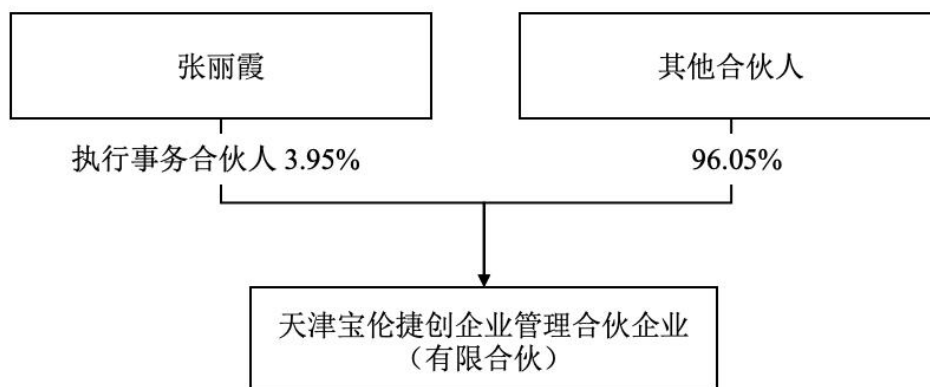 张丽霞
其他合伙人
执行事务合伙人 3.95%
96.05%
天津宝伦捷创企业管理合伙企业
（有限合伙）